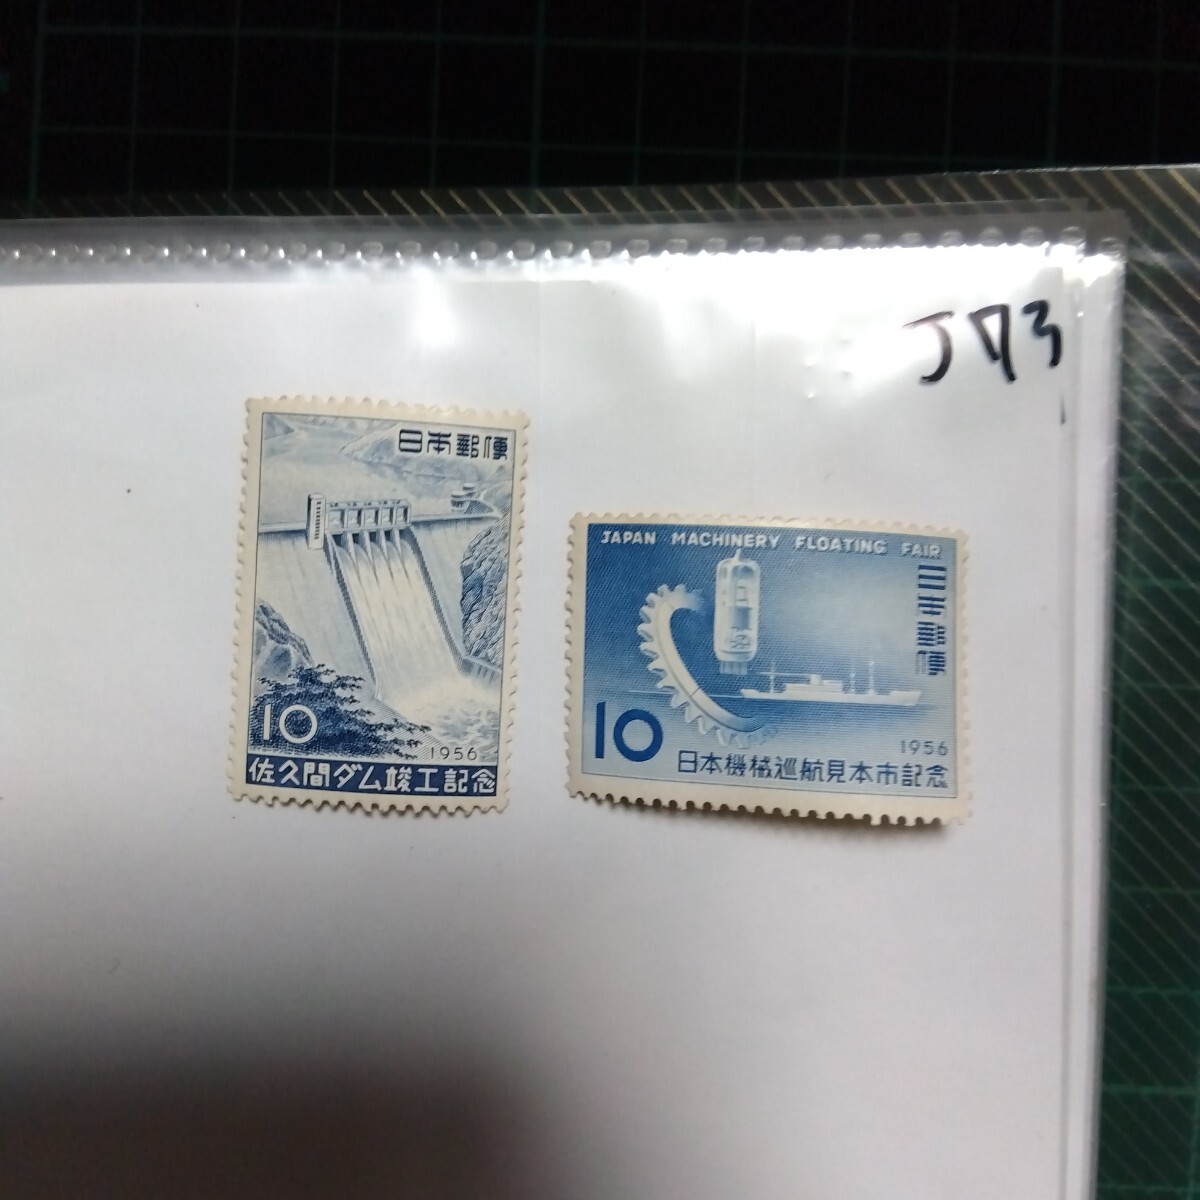 J73
日本郵便
10
1956
佐久間ダム竣工記念
JAPAN MACHINERY FLOATING FAIR
日本郵便
10
1956
日本機械巡航見本市記念